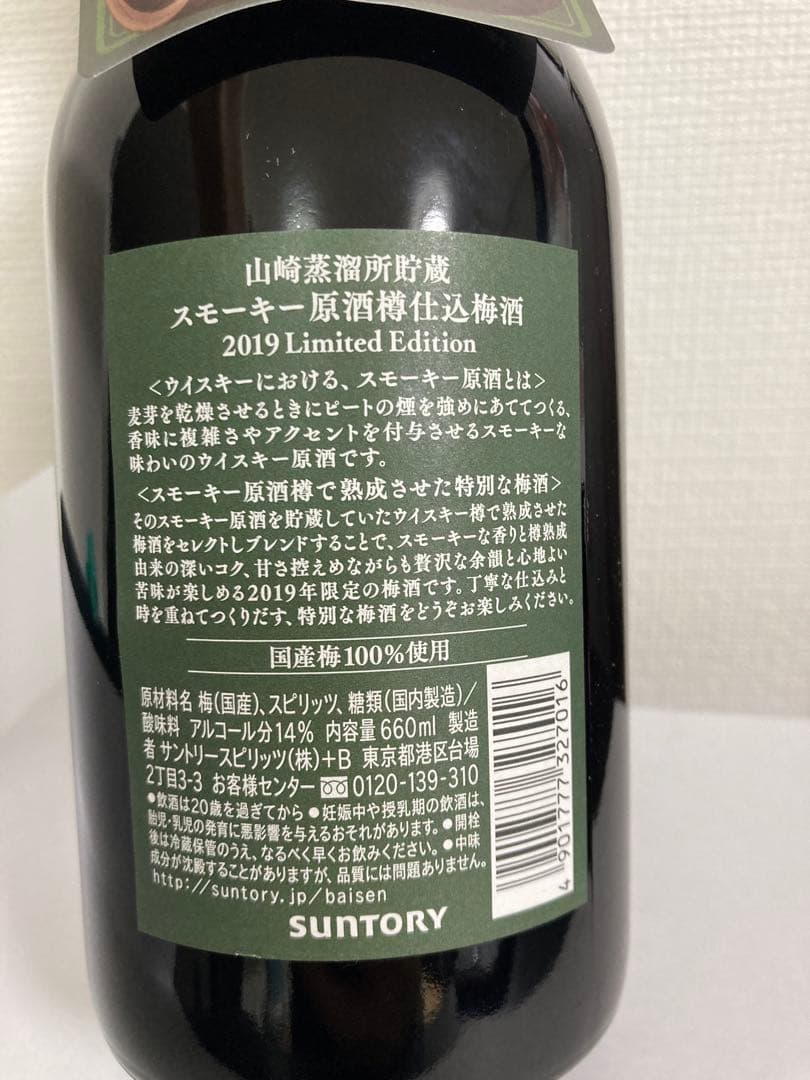 山崎蒸溜所貯蔵
スモーキー原酒樽仕込梅酒
2019 Limited Edition
＜ウイスキーにおける、スモーキー原酒とは＞
麦芽を乾燥させるときにピートの煙を強めにあててつくる、
香味に複雑さやアクセントを付与させるスモーキーな
味わいのウイスキー原酒です。
＜スモーキー原酒樽で熟成させた特別な梅酒＞
そのスモーキー原酒を貯蔵していたウイスキー樽で熟成させた
梅酒をセレクトしブレンドすることで、スモーキーな香りと樽熟成
由来の深いコク、甘さ控えめながらも贅沢な余韻と心地よい
苦味が楽しめる2019年限定の梅酒です。丁寧な仕込みと
時を重ねてつくりだす、特別な梅酒をどうぞお楽しみください。
国産梅100%使用
原材料名 梅(国産)、スピリッツ、糖類(国内製造)/
酸味料 アルコール分14% 内容量660ml 製造
者 サントリースピリッツ(株)+B 東京都港区台場
2丁目3-3 お客様センター 0120-139-310
●飲酒は20歳を過ぎてから ●妊娠中や授乳期の飲酒は、
胎児・乳児の発育に悪影響を与えるおそれがあります。●開栓
後は冷蔵保管のうえ、なるべく早くお飲みください。●中味
成分が沈殿することがありますが、品質には問題ありません。
http://suntory.jp/baisen
SUNTORY
4 901777 327016